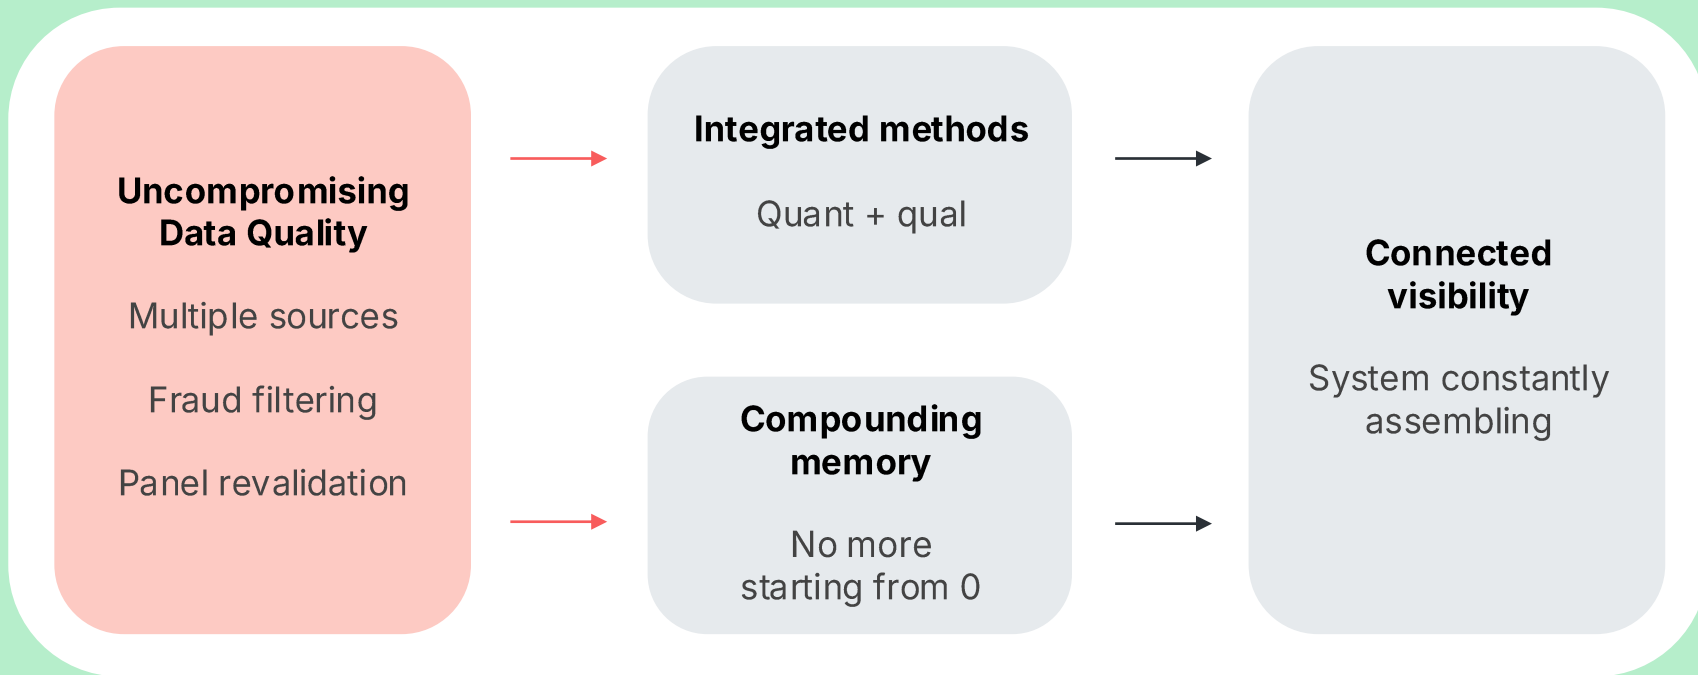 Uncompromising
Data Quality
Multiple sources
Fraud filtering
Panel revalidation
Integrated methods
Quant + qual
Compounding
memory
No more
starting from 0
Connected
visibility
System constantly
assembling